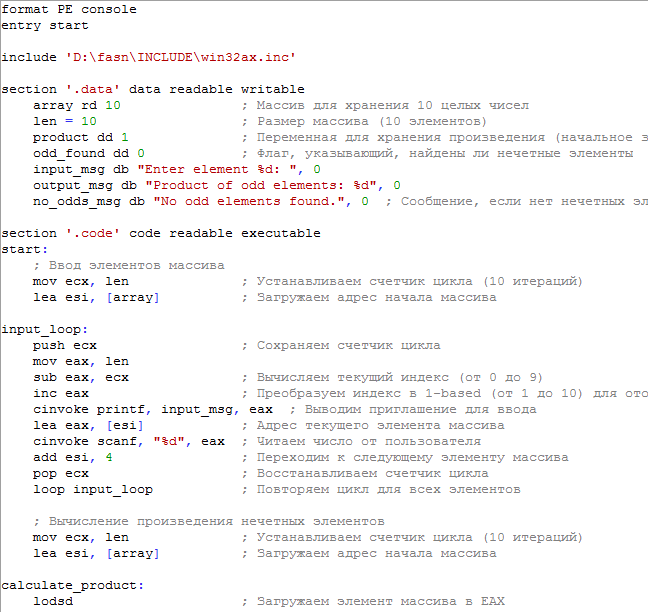 format PE console
entry start

include 'D:\fasn\INCLUDE\win32ax.inc'

section '.data' data readable writable
    array rd 10               ; Массив для хранения 10 целых чисел
    len = 10                  ; Размер массива (10 элементов)
    product dd 1              ; Переменная для хранения произведения (начальное
    odd_found dd 0            ; Флаг, указывающий, найдены ли нечетные элементы
    input_msg db "Enter element %d: ", 0
    output_msg db "Product of odd elements: %d", 0
    no_odds_msg db "No odd elements found.", 0  ; Сообщение, если нет нечетных

section '.code' code readable executable
start:
    ; Ввод элементов массива
    mov ecx, len              ; Устанавливаем счетчик цикла (10 итераций)
    lea esi, [array]          ; Загружаем адрес начала массива

input_loop:
    push ecx                  ; Сохраняем счетчик цикла
    mov eax, len
    sub eax, ecx              ; Вычисляем текущий индекс (от 0 до 9)
    inc eax                   ; Преобразуем индекс в 1-based (от 1 до 10) для
    cinvoke printf, input_msg, eax  ; Выводим приглашение для ввода
    lea eax, [esi]            ; Адрес текущего элемента массива
    cinvoke scanf, "%d", eax  ; Читаем число от пользователя
    add esi, 4                ; Переходим к следующему элементу массива
    pop ecx                   ; Восстанавливаем счетчик цикла
    loop input_loop           ; Повторяем цикл для всех элементов

    ; Вычисление произведения нечетных элементов
    mov ecx, len              ; Устанавливаем счетчик цикла (10 итераций)
    lea esi, [array]          ; Загружаем адрес начала массива

calculate_product:
    lodsd                     ; Загружаем элемент массива в EAX